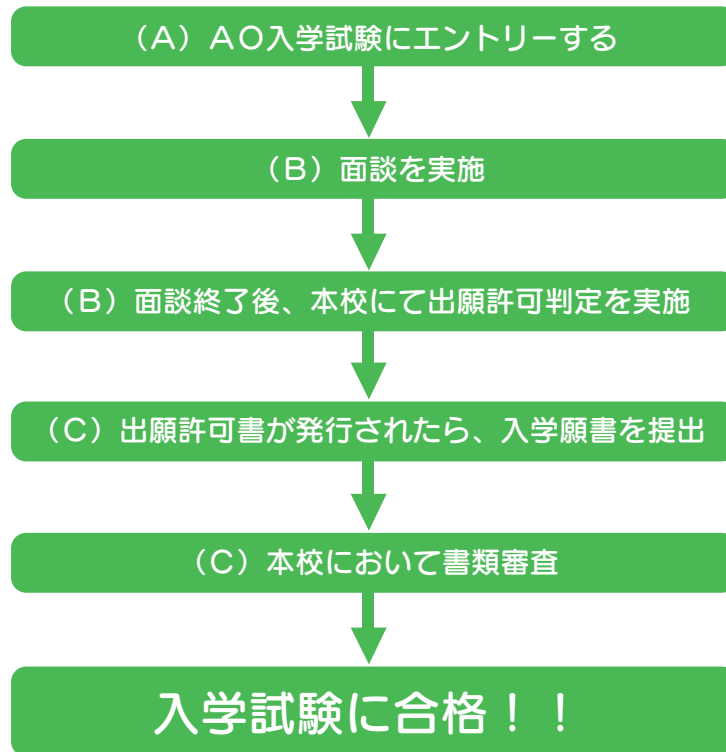 （A）AO入学試験にエントリーする
（B）面談を実施
（B）面談終了後、本校にて出願許可判定を実施
（C）出願許可書が発行されたら、入学願書を提出
（C）本校において書類審査
入学試験に合格！！